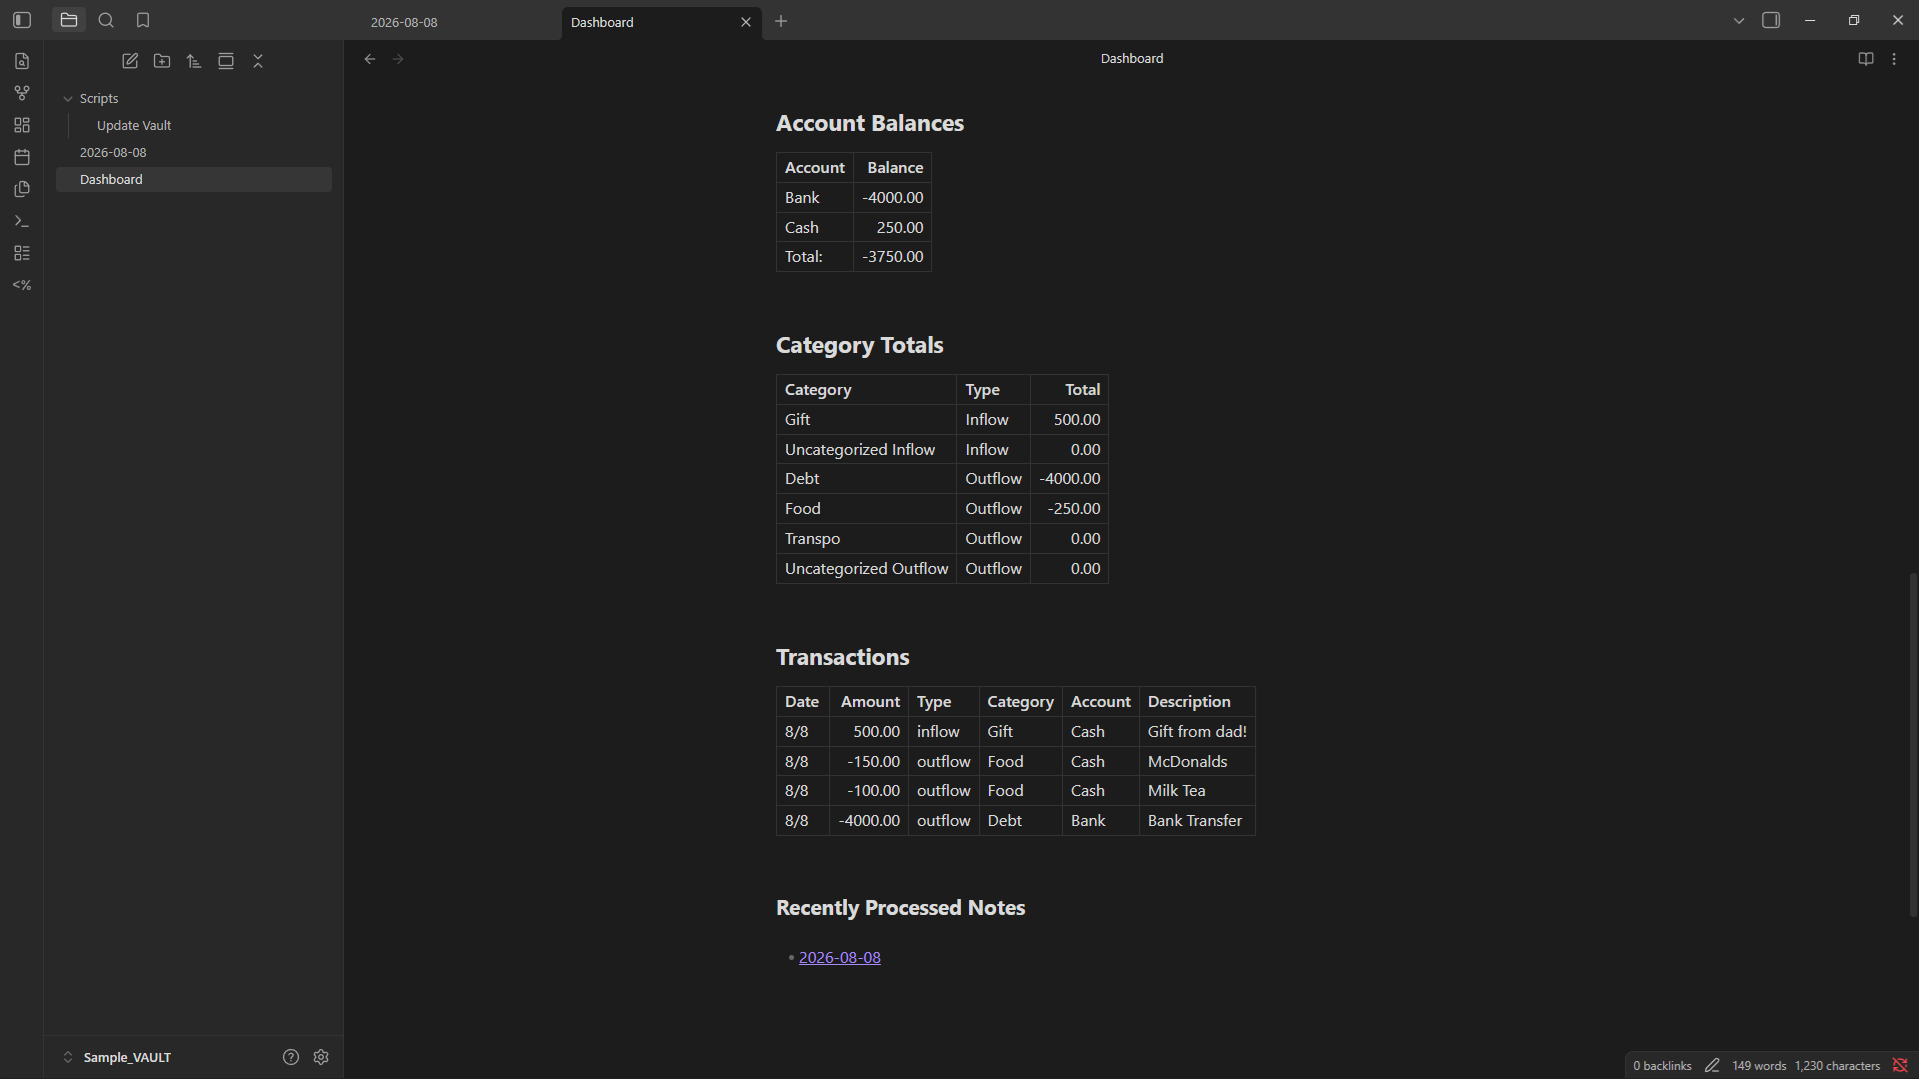 2026-08-08
Dashboard
Dashboard
Scripts
Update Vault
2026-08-08
Dashboard
<%
Account Balances
Account Balance
Bank -4000.00
Cash 250.00
Total: -3750.00
Category Totals
Category Type Total
Gift Inflow 500.00
Uncategorized Inflow Inflow 0.00
Debt Outflow -4000.00
Food Outflow -250.00
Transpo Outflow 0.00
Uncategorized Outflow Outflow 0.00
Transactions
Date Amount Type Category Account Description
8/8 500.00 inflow Gift Cash Gift from dad!
8/8 -150.00 outflow Food Cash McDonalds
8/8 -100.00 outflow Food Cash Milk Tea
8/8 -4000.00 outflow Debt Bank Bank Transfer
Recently Processed Notes
2026-08-08
Sample_VAULT
0 backlinks 149 words 1,230 characters